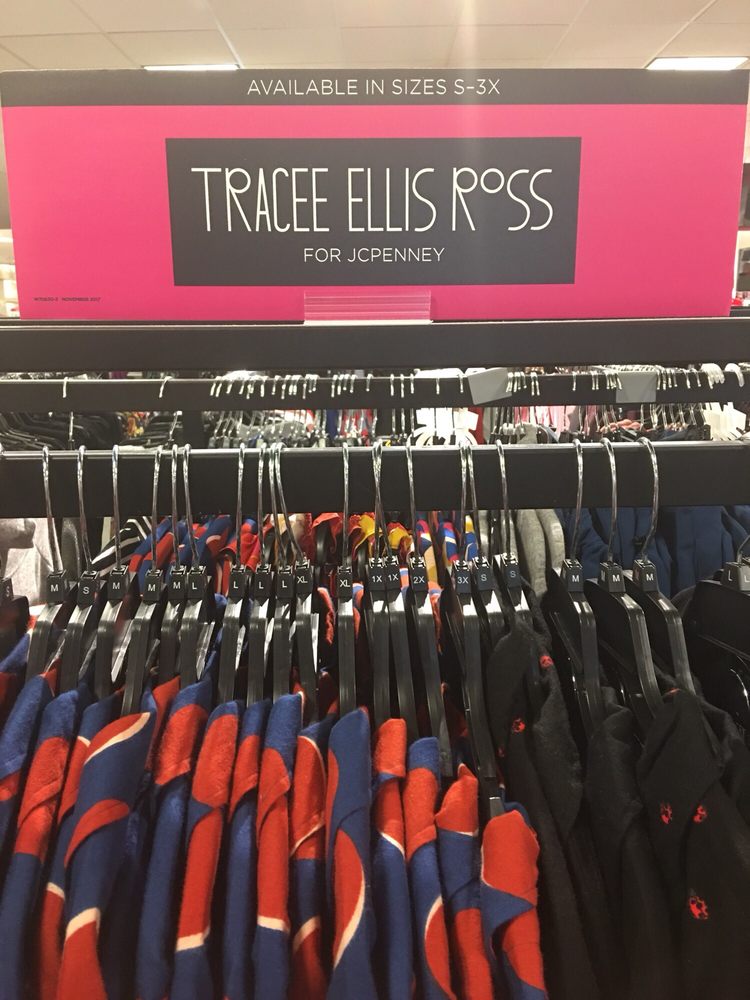 AVAILABLE IN SIZES S–3X
TRACEE ELLIS ROSS
FOR JCPENNEY
M S M M M L L L L XL XL 1X 1X 2X 3X S S M M M L